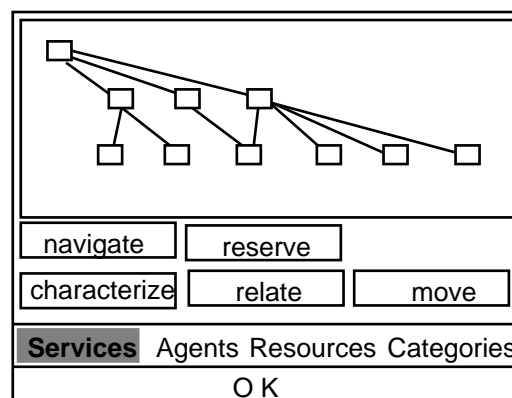 navigate reserve
characterize relate move
Services Agents Resources Categories
O K